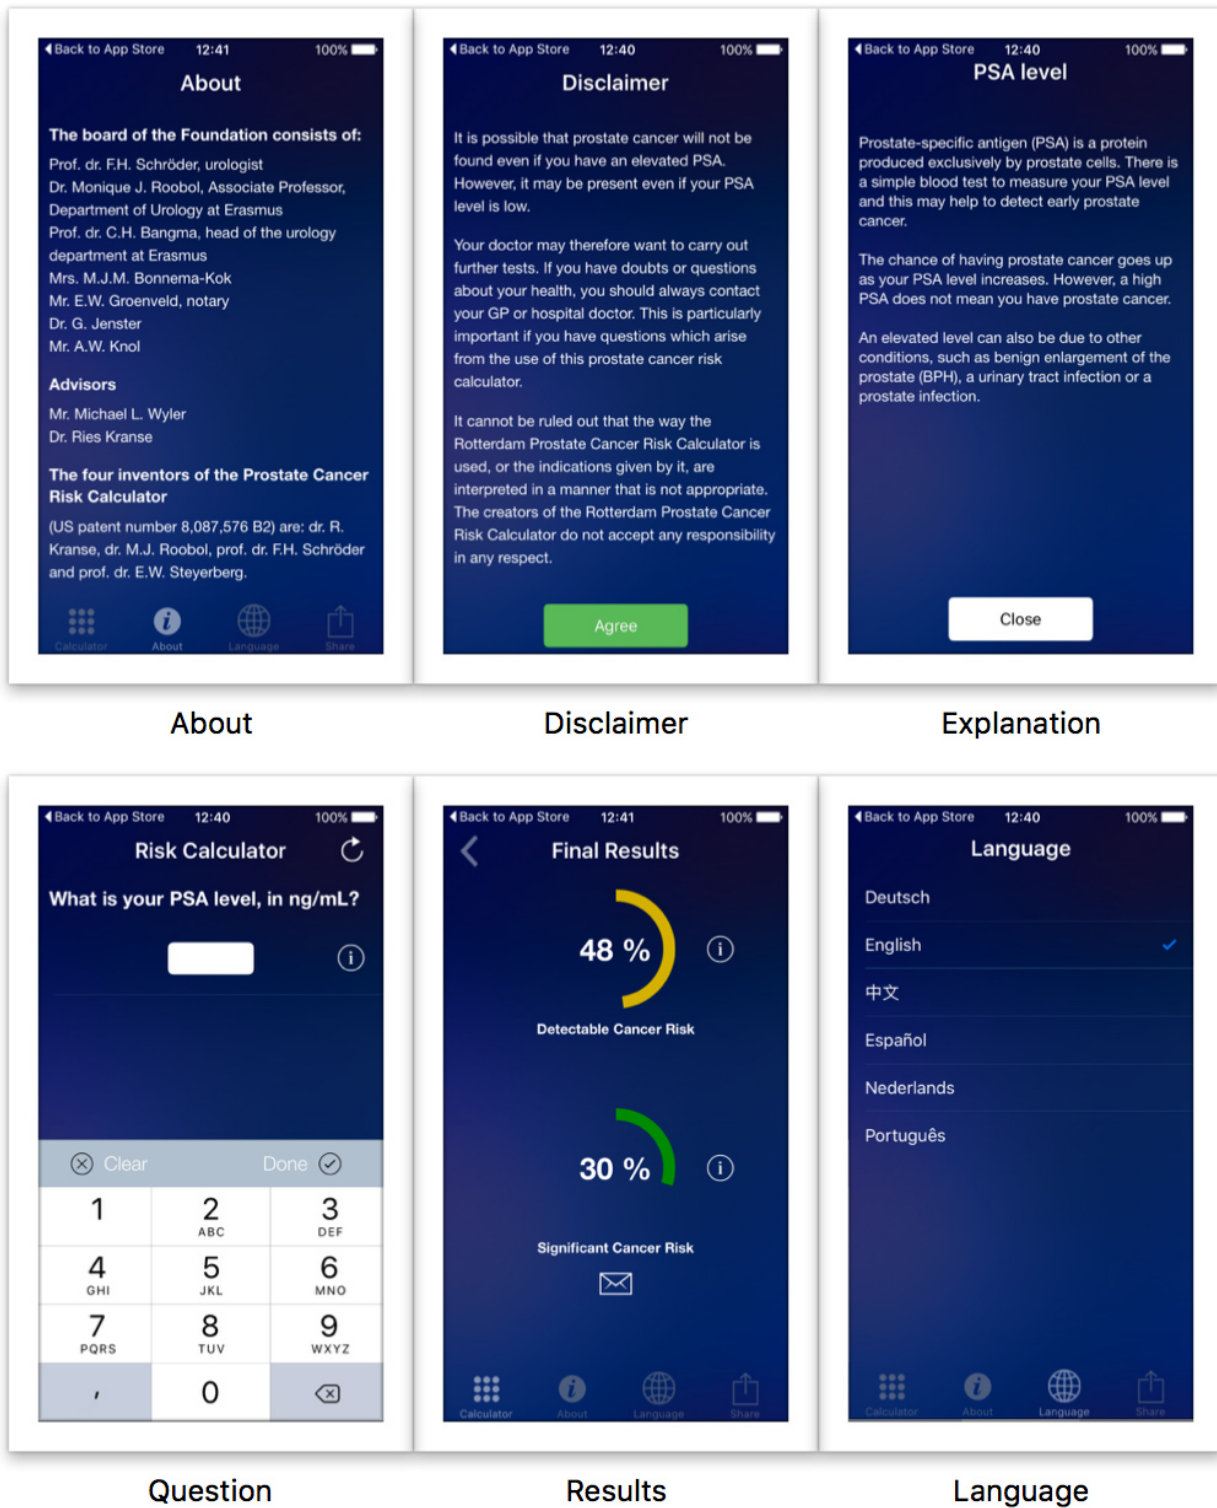 Back to App Store 12:41 100%
About
The board of the Foundation consists of:
Prof. dr. F.H. Schröder, urologist
Dr. Monique J. Roobol, Associate Professor,
Department of Urology at Erasmus
Prof. dr. C.H. Bangma, head of the urology
department at Erasmus
Mrs. M.J.M. Bonnema-Kok
Mr. E.W. Groenveld, notary
Dr. G. Jenster
Mr. A.W. Knol
Advisors
Mr. Michael L. Wyler
Dr. Ries Kranse
The four inventors of the Prostate Cancer
Risk Calculator
(US patent number 8,087,576 B2) are: dr. R.
Kranse, dr. M.J. Roobol, prof. dr. F.H. Schröder
and prof. dr. E.W. Steyerberg.
Calculator About Language Share
About
Back to App Store 12:40 100%
Disclaimer
It is possible that prostate cancer will not be
found even if you have an elevated PSA.
However, it may be present even if your PSA
level is low.
Your doctor may therefore want to carry out
further tests. If you have doubts or questions
about your health, you should always contact
your GP or hospital doctor. This is particularly
important if you have questions which arise
from the use of this prostate cancer risk
calculator.
It cannot be ruled out that the way the
Rotterdam Prostate Cancer Risk Calculator is
used, or the indications given by it, are
interpreted in a manner that is not appropriate.
The creators of the Rotterdam Prostate Cancer
Risk Calculator do not accept any responsibility
in any respect.
Agree
Disclaimer
Back to App Store 12:40 100%
PSA level
Prostate-specific antigen (PSA) is a protein
produced exclusively by prostate cells. There is
a simple blood test to measure your PSA level
and this may help to detect early prostate
cancer.
The chance of having prostate cancer goes up
as your PSA level increases. However, a high
PSA does not mean you have prostate cancer.
An elevated level can also be due to other
conditions, such as benign enlargement of the
prostate (BPH), a urinary tract infection or a
prostate infection.
Close
Explanation
Back to App Store 12:40 100%
Risk Calculator
What is your PSA level, in ng/mL?
i
Clear Done
1 2 3
ABC DEF
4 5 6
GHI JKL MNO
7 8 9
PQRS TUV WXYZ
, 0
Question
Back to App Store 12:41 100%
Final Results
48 % i
Detectable Cancer Risk
30 % i
Significant Cancer Risk
Calculator About Language Share
Results
Back to App Store 12:40 100%
Language
Deutsch
English
中文
Español
Nederlands
Português
Calculator About Language Share
Language